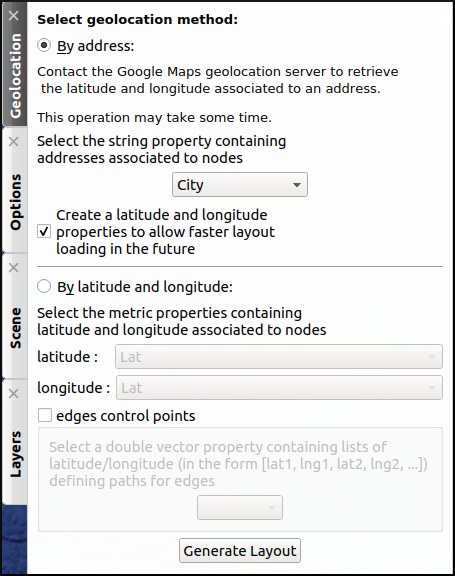 Geolocation
Options
Scene
Layers
Select geolocation method:
By address:
Contact the Google Maps geolocation server to retrieve
the latitude and longitude associated to an address.
This operation may take some time.
Select the string property containing
addresses associated to nodes
City
Create a latitude and longitude
properties to allow faster layout
loading in the future
By latitude and longitude:
Select the metric properties containing
latitude and longitude associated to nodes
latitude : Lat
longitude : Lat
edges control points
Select a double vector property containing lists of
latitude/longitude (in the form [lat1, lng1, lat2, lng2, ...])
defining paths for edges
Generate Layout